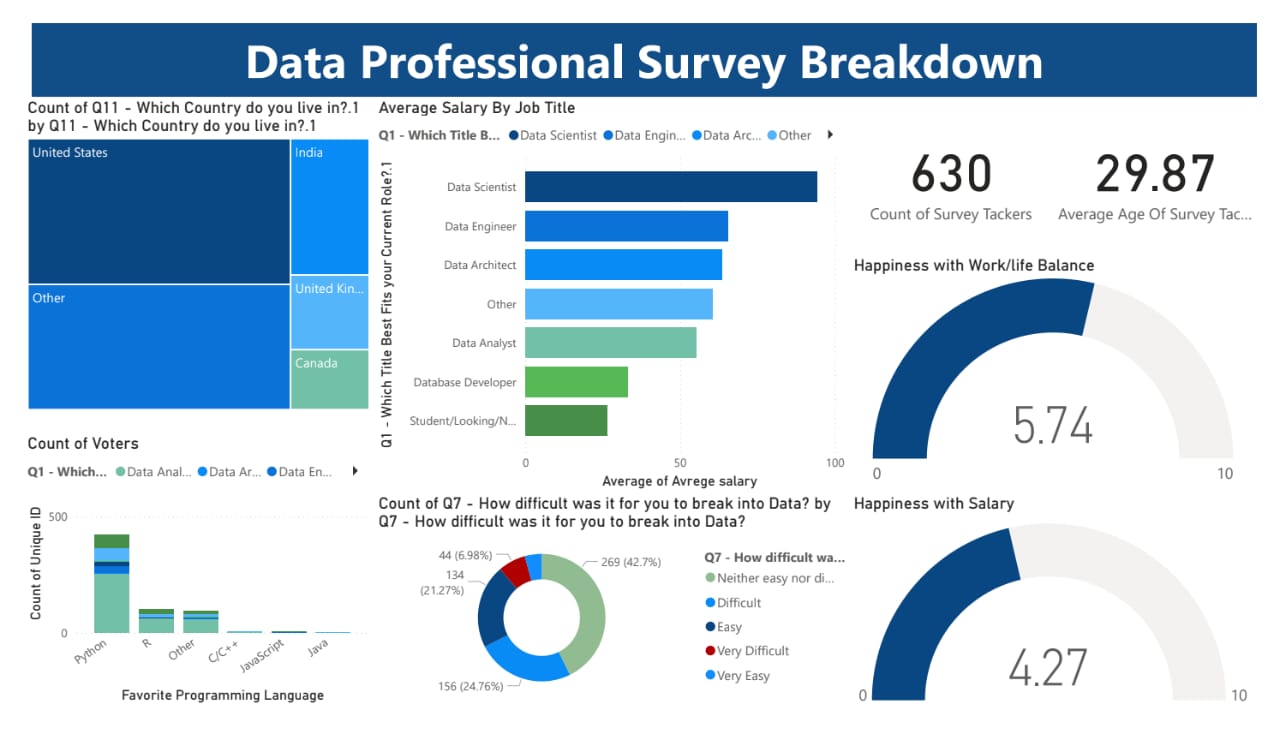 Data Professional Survey Breakdown
Count of Q11 - Which Country do you live in?.1
by Q11 - Which Country do you live in?.1
United States
India
Other
United Kin...
Canada
Average Salary By Job Title
Q1 - Which Title B... Data Scientist Data Engin... Data Arc... Other
Q1 - Which Title Best Fits your Current Role?.1
Data Scientist
Data Engineer
Data Architect
Other
Data Analyst
Database Developer
Student/Looking/N...
0 50 100
Average of Avrege salary
630
Count of Survey Tackers
29.87
Average Age Of Survey Tac...
Happiness with Work/life Balance
5.74
0 10
Count of Voters
Q1 - Which... Data Anal... Data Ar... Data En...
Count of Unique ID
500
0
Python R Other C/C++ JavaScript Java
Favorite Programming Language
Count of Q7 - How difficult was it for you to break into Data? by
Q7 - How difficult was it for you to break into Data?
44 (6.98%)
134
(21.27%)
156 (24.76%)
269 (42.7%)
Q7 - How difficult wa...
Neither easy nor di...
Difficult
Easy
Very Difficult
Very Easy
Happiness with Salary
4.27
0 10